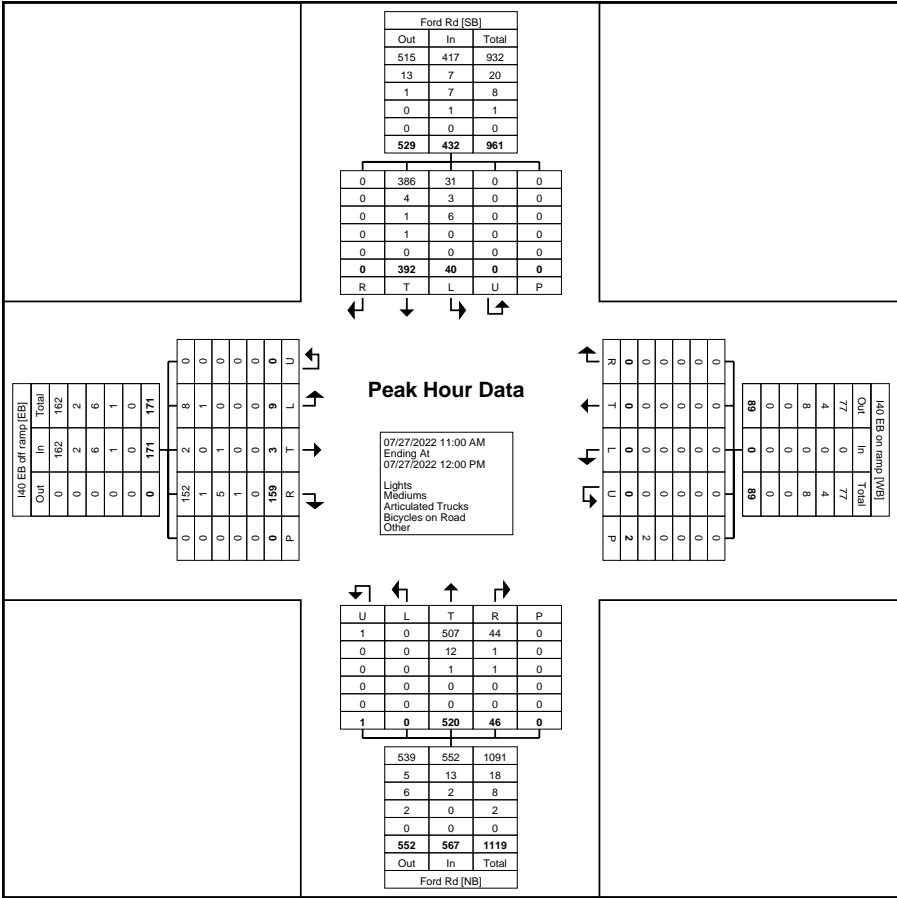 Ford Rd [SB]
Out In Total
515 417 932
13 7 20
1 7 8
0 1 1
0 0 0
529 432 961
0 386 31 0 0
0 4 3 0 0
0 1 6 0 0
0 1 0 0 0
0 0 0 0 0
0 392 40 0 0
R T L U P
I40 EB off ramp [EB]
Out In Total
0 162 162
0 2 2
0 6 6
0 1 1
0 0 0
0 171 171
0 152 2 8 0
0 1 0 1 0
0 5 1 0 0
0 1 0 0 0
0 0 0 0 0
0 159 3 9 0
P R T L U
Peak Hour Data
07/27/2022 11:00 AM
Ending At
07/27/2022 12:00 PM
Lights
Mediums
Articulated Trucks
Bicycles on Road
Other
I40 EB on ramp [WB]
Out In Total
77 0 77
4 0 4
8 0 8
0 0 0
0 0 0
89 0 89
0 0 0 0 0
0 0 0 0 0
0 0 0 0 0
0 0 0 0 0
0 0 0 0 2
0 0 0 0 2
R T L U P
U L T R P
1 0 507 44 0
0 0 12 1 0
0 0 1 1 0
0 0 0 0 0
0 0 0 0 0
1 0 520 46 0
539 552 1091
5 13 18
6 2 8
2 0 2
0 0 0
552 567 1119
Out In Total
Ford Rd [NB]